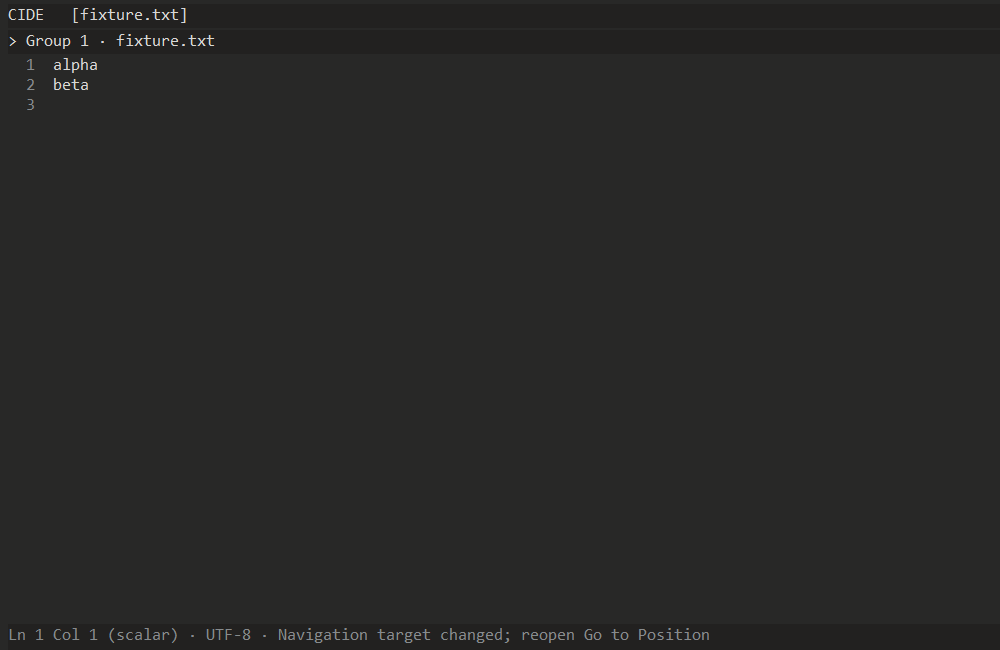 CIDE [fixture.txt]
> Group 1 · fixture.txt
1 alpha
2 beta
3
Ln 1 Col 1 (scalar) · UTF-8 · Navigation target changed; reopen Go to Position